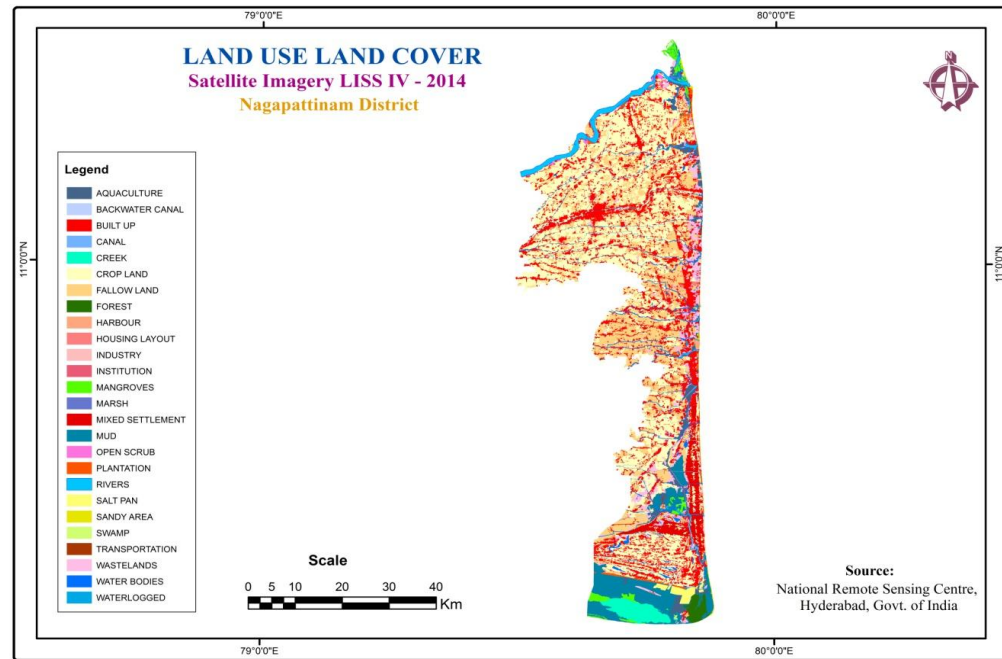 79°0'0"E 80°0'0"E
LAND USE LAND COVER
Satellite Imagery LISS IV - 2014
Nagapattinam District
N
Legend
AQUACULTURE
BACKWATER CANAL
BUILT UP
CANAL
CREEK
CROP LAND
FALLOW LAND
FOREST
HARBOUR
HOUSING LAYOUT
INDUSTRY
INSTITUTION
MANGROVES
MARSH
MIXED SETTLEMENT
MUD
OPEN SCRUB
PLANTATION
RIVERS
SALT PAN
SANDY AREA
SWAMP
TRANSPORTATION
WASTELANDS
WATER BODIES
WATERLOGGED
11°0'0"N
11°0'0"N
Scale
0 5 10 20 30 40
Km
Source:
National Remote Sensing Centre,
Hyderabad, Govt. of India
79°0'0"E 80°0'0"E